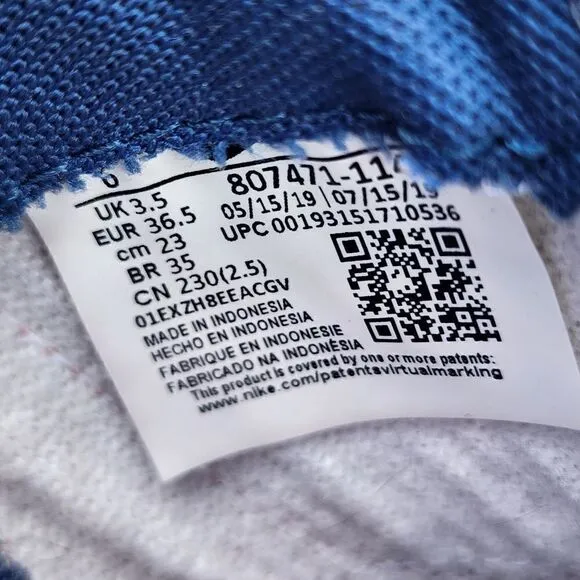 UK 3.5
EUR 36.5
cm 23
BR 35
CN 230(2.5)
01EXZH8EEACGV
807471-11
05/15/19 | 07/15/19
UPC 00193151710536
MADE IN INDONESIA
HECHO EN INDONESIA
FABRIQUE EN INDONESIE
FABRICADO NA INDONÈSIA
This product is covered by one or more patents:
www.nike.com/patentsvirtualmarking